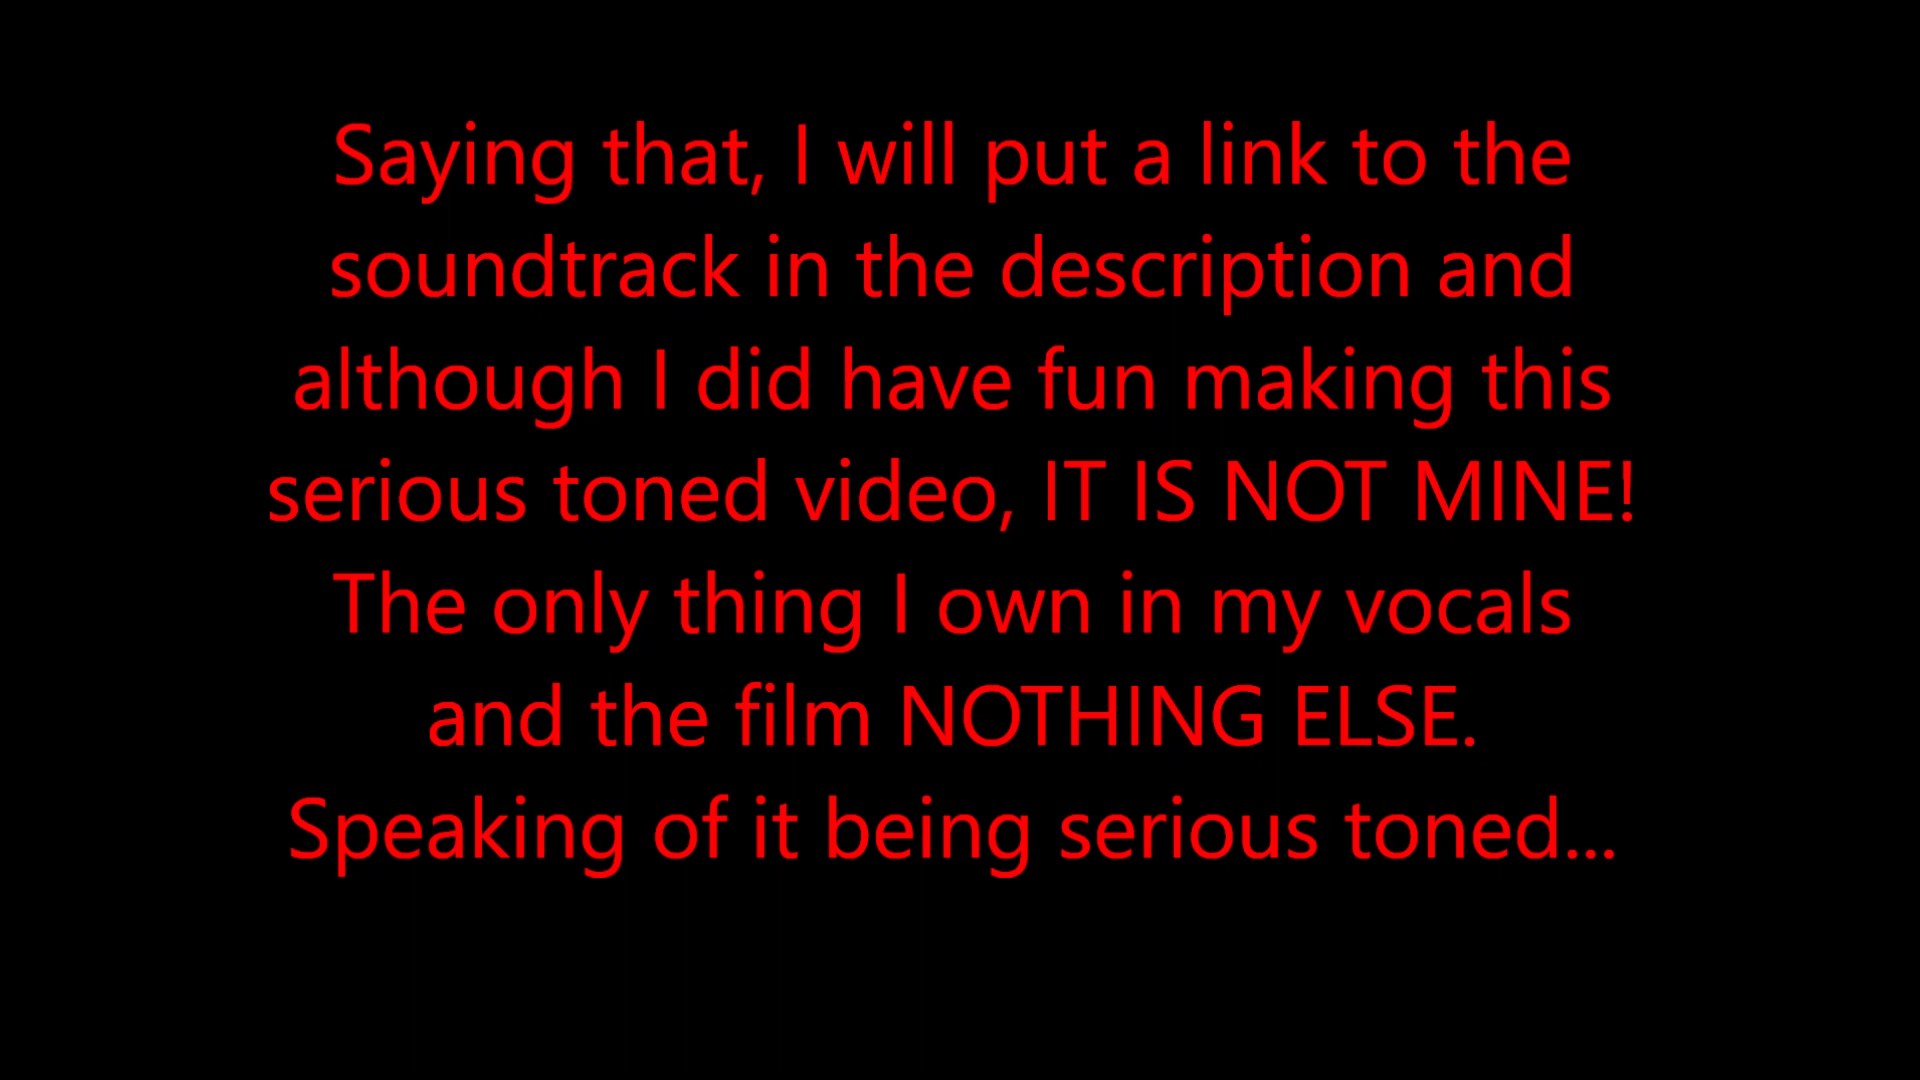 Saying that, I will put a link to the
soundtrack in the description and
although I did have fun making this
serious toned video, IT IS NOT MINE!
The only thing I own in my vocals
and the film NOTHING ELSE.
Speaking of it being serious toned...